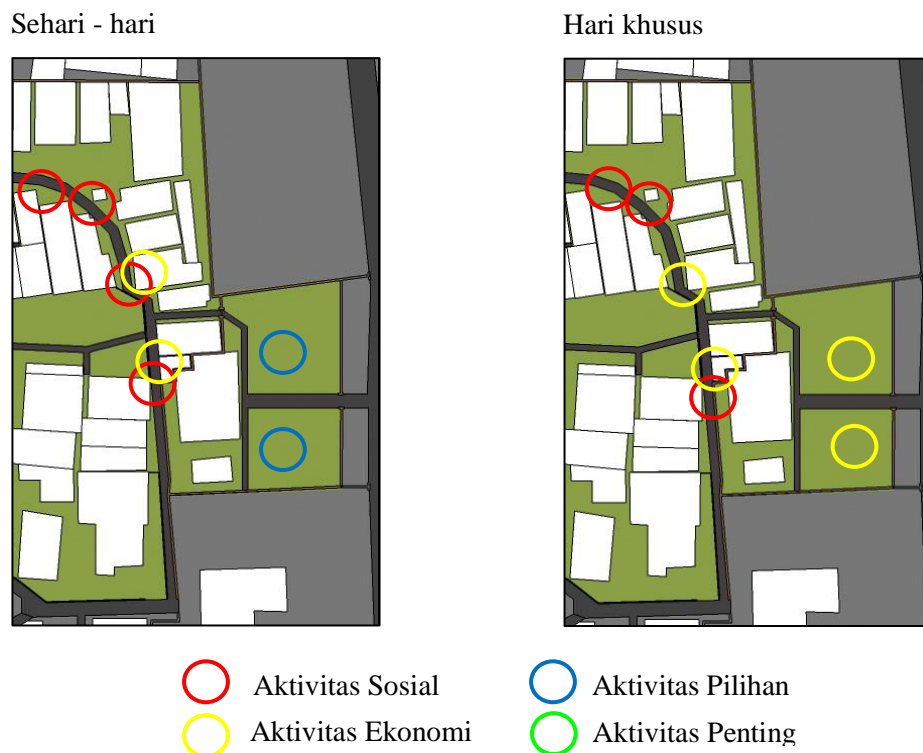 Sehari - hari
Hari khusus
Aktivitas Sosial
Aktivitas Pilihan
Aktivitas Ekonomi
Aktivitas Penting